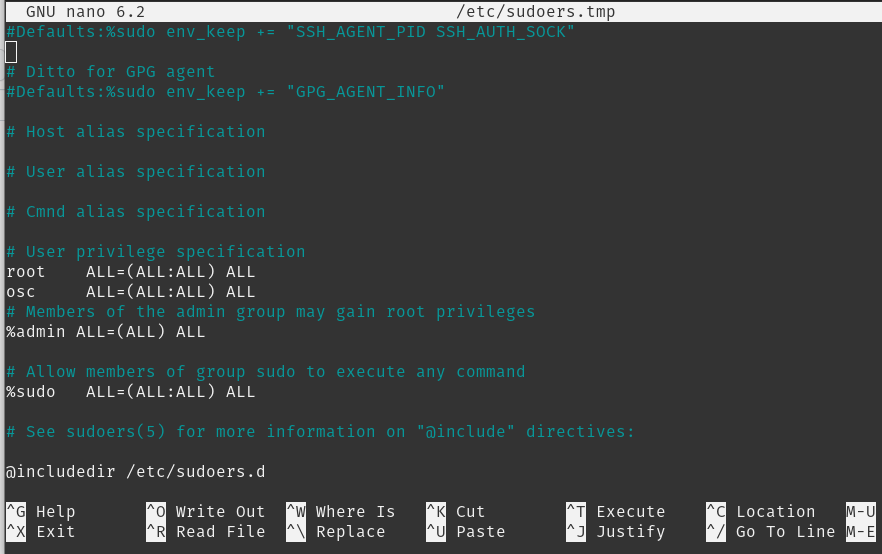 GNU nano 6.2 /etc/sudoers.tmp
#Defaults:%sudo env_keep += "SSH_AGENT_PID SSH_AUTH_SOCK"
# Ditto for GPG agent
#Defaults:%sudo env_keep += "GPG_AGENT_INFO"
# Host alias specification
# User alias specification
# Cmnd alias specification
# User privilege specification
root ALL=(ALL:ALL) ALL
osc ALL=(ALL:ALL) ALL
# Members of the admin group may gain root privileges
%admin ALL=(ALL) ALL
# Allow members of group sudo to execute any command
%sudo ALL=(ALL:ALL) ALL
# See sudoers(5) for more information on "@include" directives:
@includedir /etc/sudoers.d
^G Help ^O Write Out ^W Where Is ^K Cut ^T Execute ^C Location M-U
^X Exit ^R Read File ^\ Replace ^U Paste ^J Justify ^/ Go To Line M-E